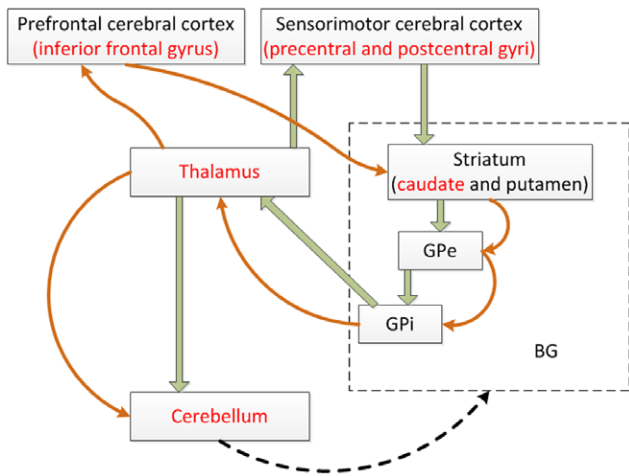 Prefrontal cerebral cortex
(inferior frontal gyrus)
Sensorimotor cerebral cortex
(precentral and postcentral gyri)
Thalamus
Striatum
(caudate and putamen)
GPe
GPi
BG
Cerebellum